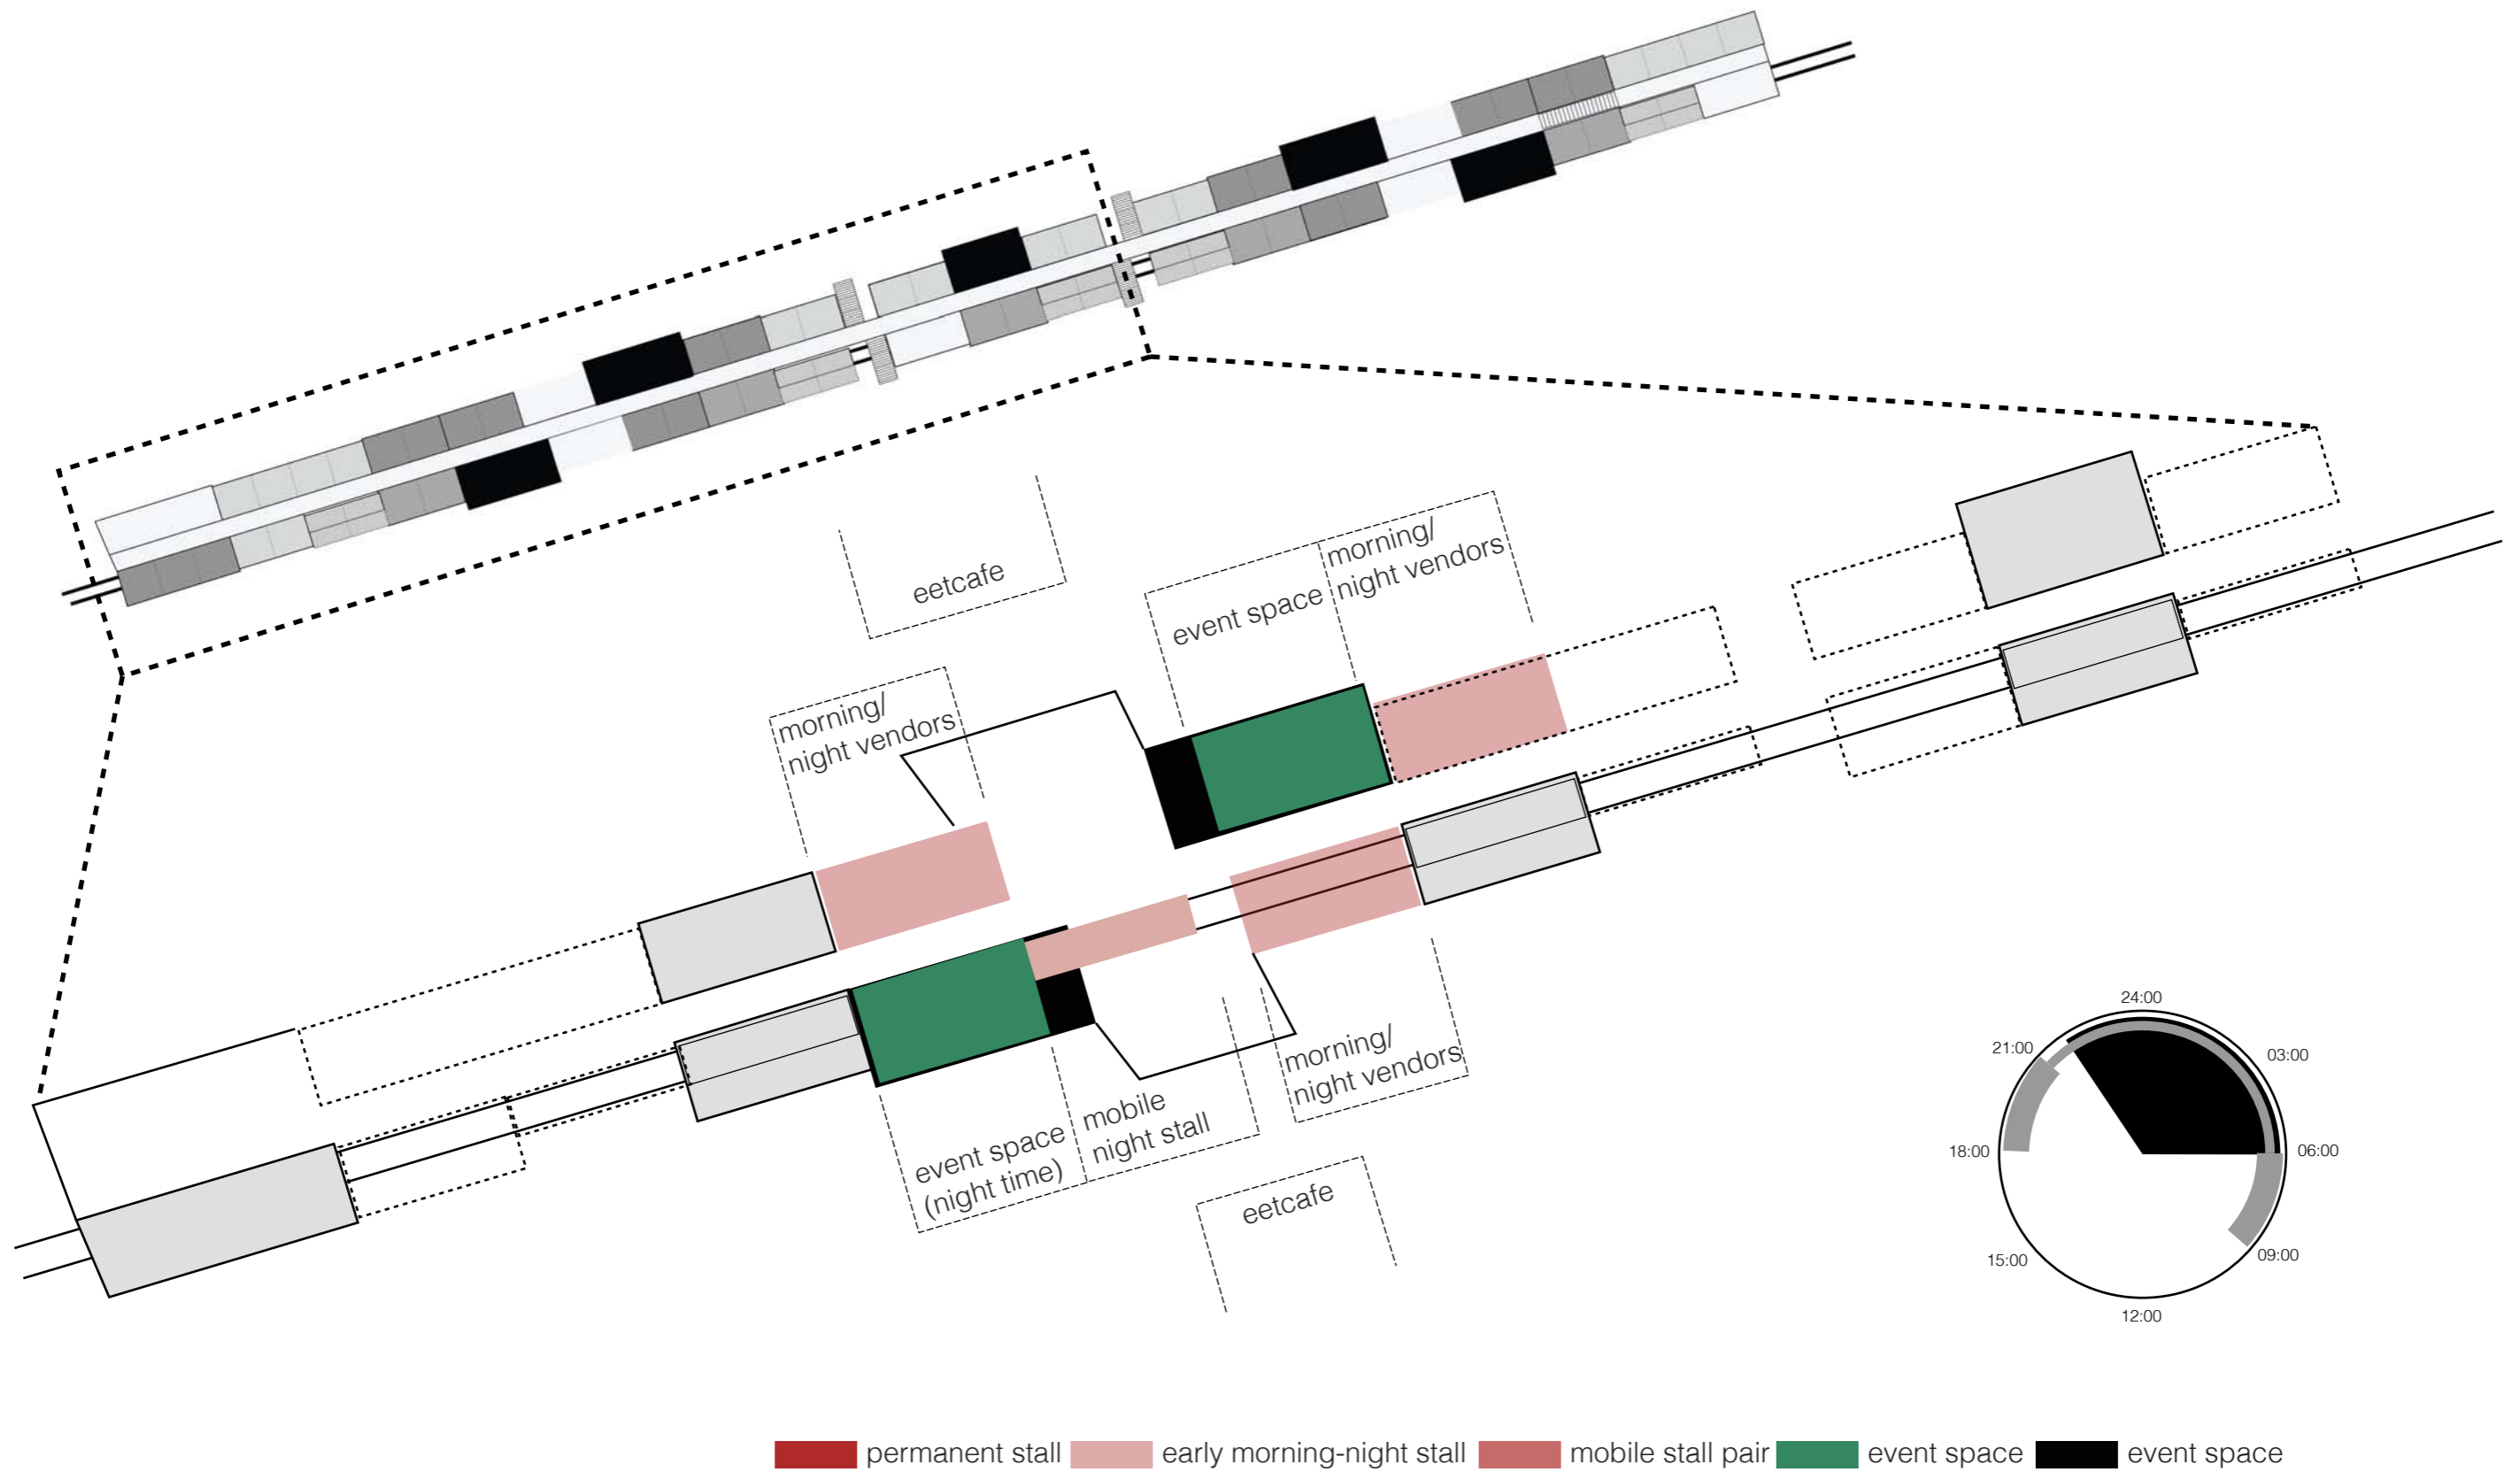 eetcafe
morning/
night vendors
event space
morning/
night vendors
event space
(night time)
mobile
night stall
morning/
night vendors
eetcafe
24:00
21:00
03:00
18:00
06:00
15:00
09:00
12:00
permanent stall
early morning-night stall
mobile stall pair
event space
event space